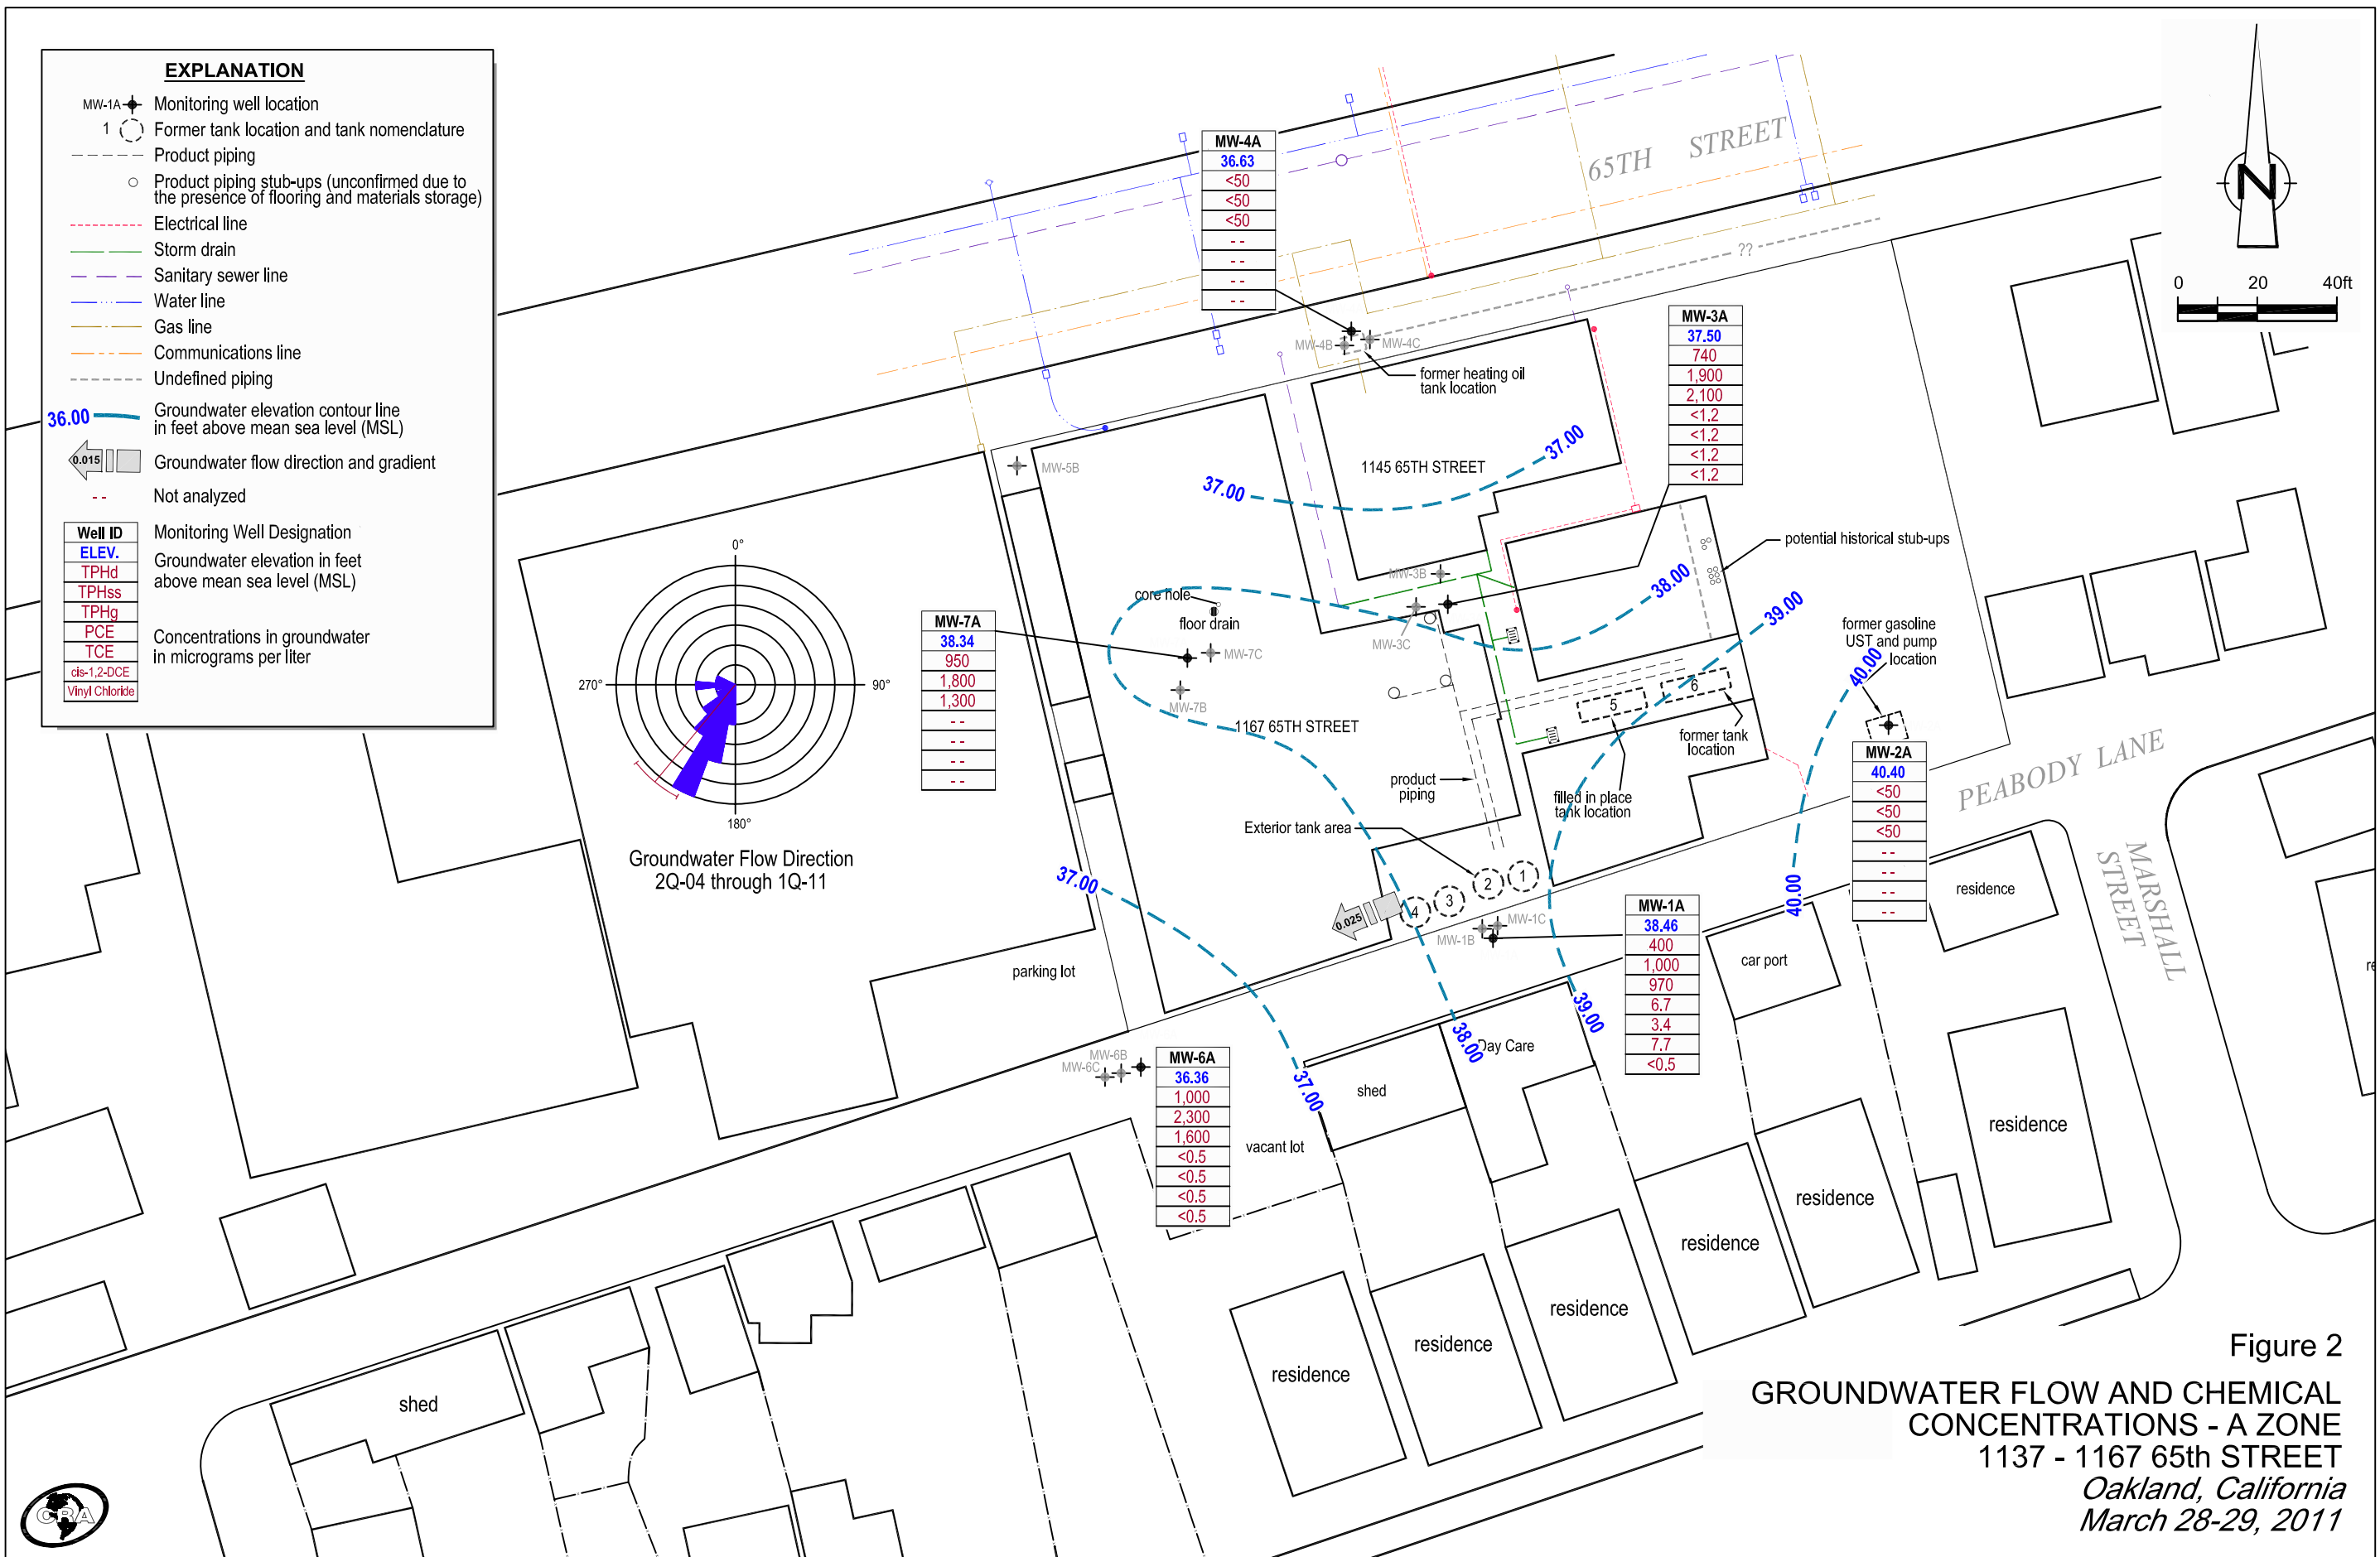 EXPLANATION
MW-1A
Monitoring well location
1
Former tank location and tank nomenclature
Product piping
Product piping stub-ups (unconfirmed due to
the presence of flooring and materials storage)
Electrical line
Storm drain
Sanitary sewer line
Water line
Gas line
Communications line
Undefined piping
36.00
Groundwater elevation contour line
in feet above mean sea level (MSL)
0.015
Groundwater flow direction and gradient
- -
Not analyzed
Well ID
Monitoring Well Designation
ELEV.
Groundwater elevation in feet
above mean sea level (MSL)
TPHd
TPHss
TPHg
PCE
TCE
cis-1,2-DCE
Vinyl Chloride
Concentrations in groundwater
in micrograms per liter
MW-4A
36.63
<50
<50
<50
- -
- -
- -
- -
65TH STREET
??
N
0 20 40ft
MW-4B
MW-4C
former heating oil
tank location
MW-3A
37.50
740
1,900
2,100
<1.2
<1.2
<1.2
<1.2
MW-5B
1145 65TH STREET
37.00
37.00
potential historical stub-ups
MW-3B
MW-3C
38.00
39.00
core hole
floor drain
MW-7A
38.34
950
1,800
1,300
- -
- -
- -
- -
MW-7C
MW-7B
1167 65TH STREET
0°
90°
180°
270°
Groundwater Flow Direction
2Q-04 through 1Q-11
former gasoline
UST and pump
location
40.00
5
6
former tank
location
filled in place
tank location
product
piping
Exterior tank area
MW-2A
40.40
<50
<50
<50
- -
- -
- -
- -
PEABODY LANE
MARSHALL
STREET
37.00
0.025
4
3
2
1
MW-1B
MW-1C
40.00
MW-1A
38.46
400
1,000
970
6.7
3.4
7.7
<0.5
car port
residence
re
parking lot
39.00
38.00
37.00
Day Care
shed
MW-6B
MW-6C
MW-6A
36.36
1,000
2,300
1,600
<0.5
<0.5
<0.5
<0.5
vacant lot
residence
residence
residence
residence
residence
residence
shed
CRA
Figure 2
GROUNDWATER FLOW AND CHEMICAL
CONCENTRATIONS - A ZONE
1137 - 1167 65th STREET
Oakland, California
March 28-29, 2011